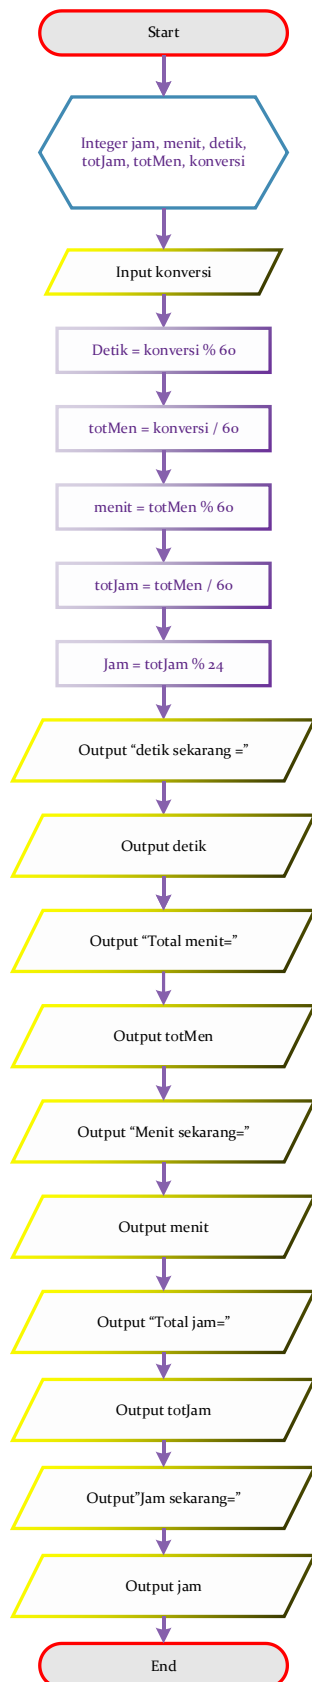 Start
Integer jam, menit, detik,
totJam, totMen, konversi
Input konversi
Detik = konversi % 60
totMen = konversi / 60
menit = totMen % 60
totJam = totMen / 60
Jam = totJam % 24
Output “detik sekarang =”
Output detik
Output “Total menit=”
Output totMen
Output “Menit sekarang=”
Output menit
Output “Total jam=”
Output totJam
Output”Jam sekarang=”
Output jam
End